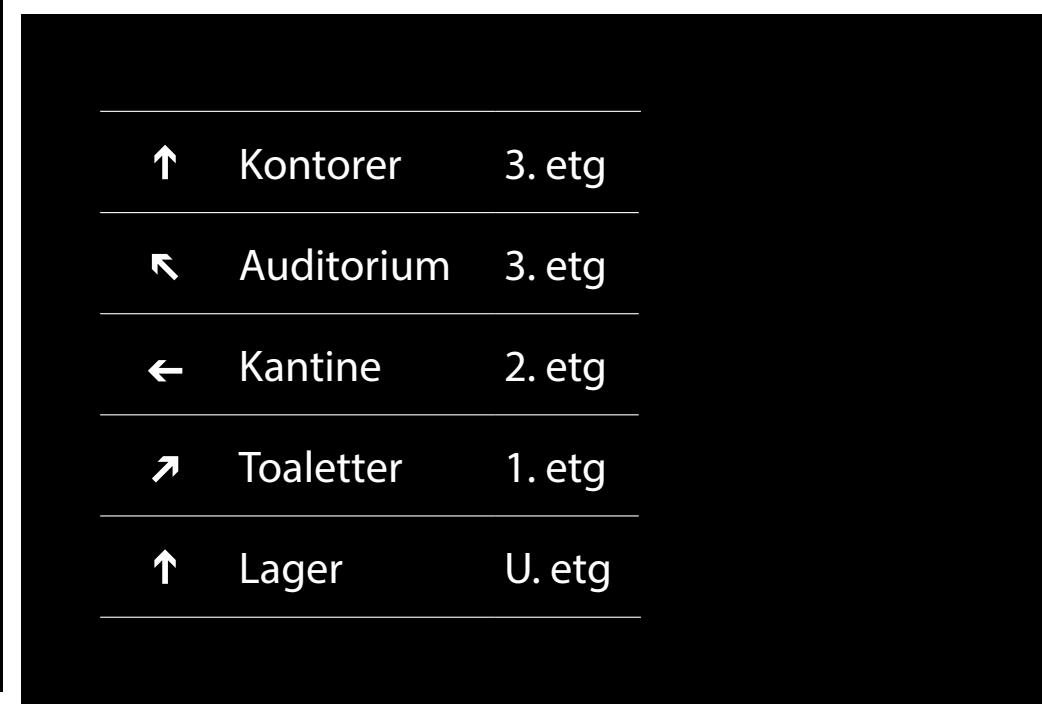 ↑ Kontorer 3. etg
↖ Auditorium 3. etg
← Kantine 2. etg
↗ Toaletter 1. etg
↑ Lager U. etg